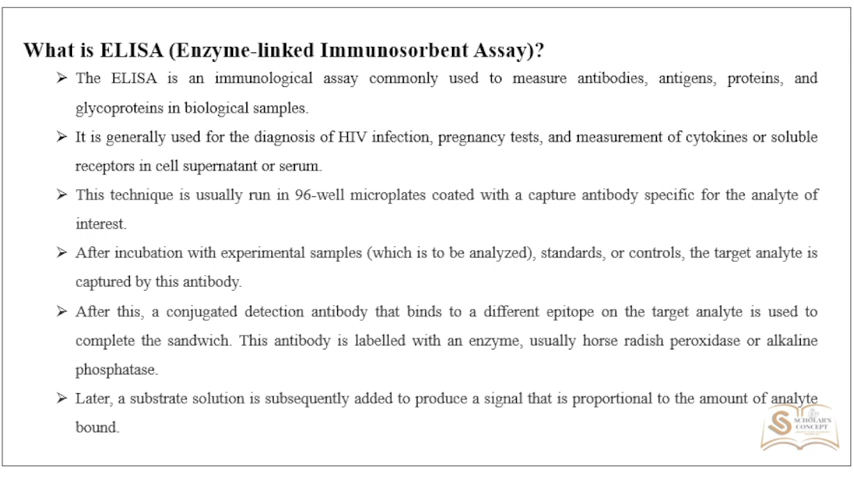 What is ELISA (Enzyme-linked Immunosorbent Assay)?
➢ The ELISA is an immunological assay commonly used to measure antibodies, antigens, proteins, and
glycoproteins in biological samples.
➢ It is generally used for the diagnosis of HIV infection, pregnancy tests, and measurement of cytokines or soluble
receptors in cell supernatant or serum.
➢ This technique is usually run in 96-well microplates coated with a capture antibody specific for the analyte of
interest.
➢ After incubation with experimental samples (which is to be analyzed), standards, or controls, the target analyte is
captured by this antibody.
➢ After this, a conjugated detection antibody that binds to a different epitope on the target analyte is used to
complete the sandwich. This antibody is labelled with an enzyme, usually horse radish peroxidase or alkaline
phosphatase.
➢ Later, a substrate solution is subsequently added to produce a signal that is proportional to the amount of analyte
bound.
SCHOLAR'S
CONCEPT